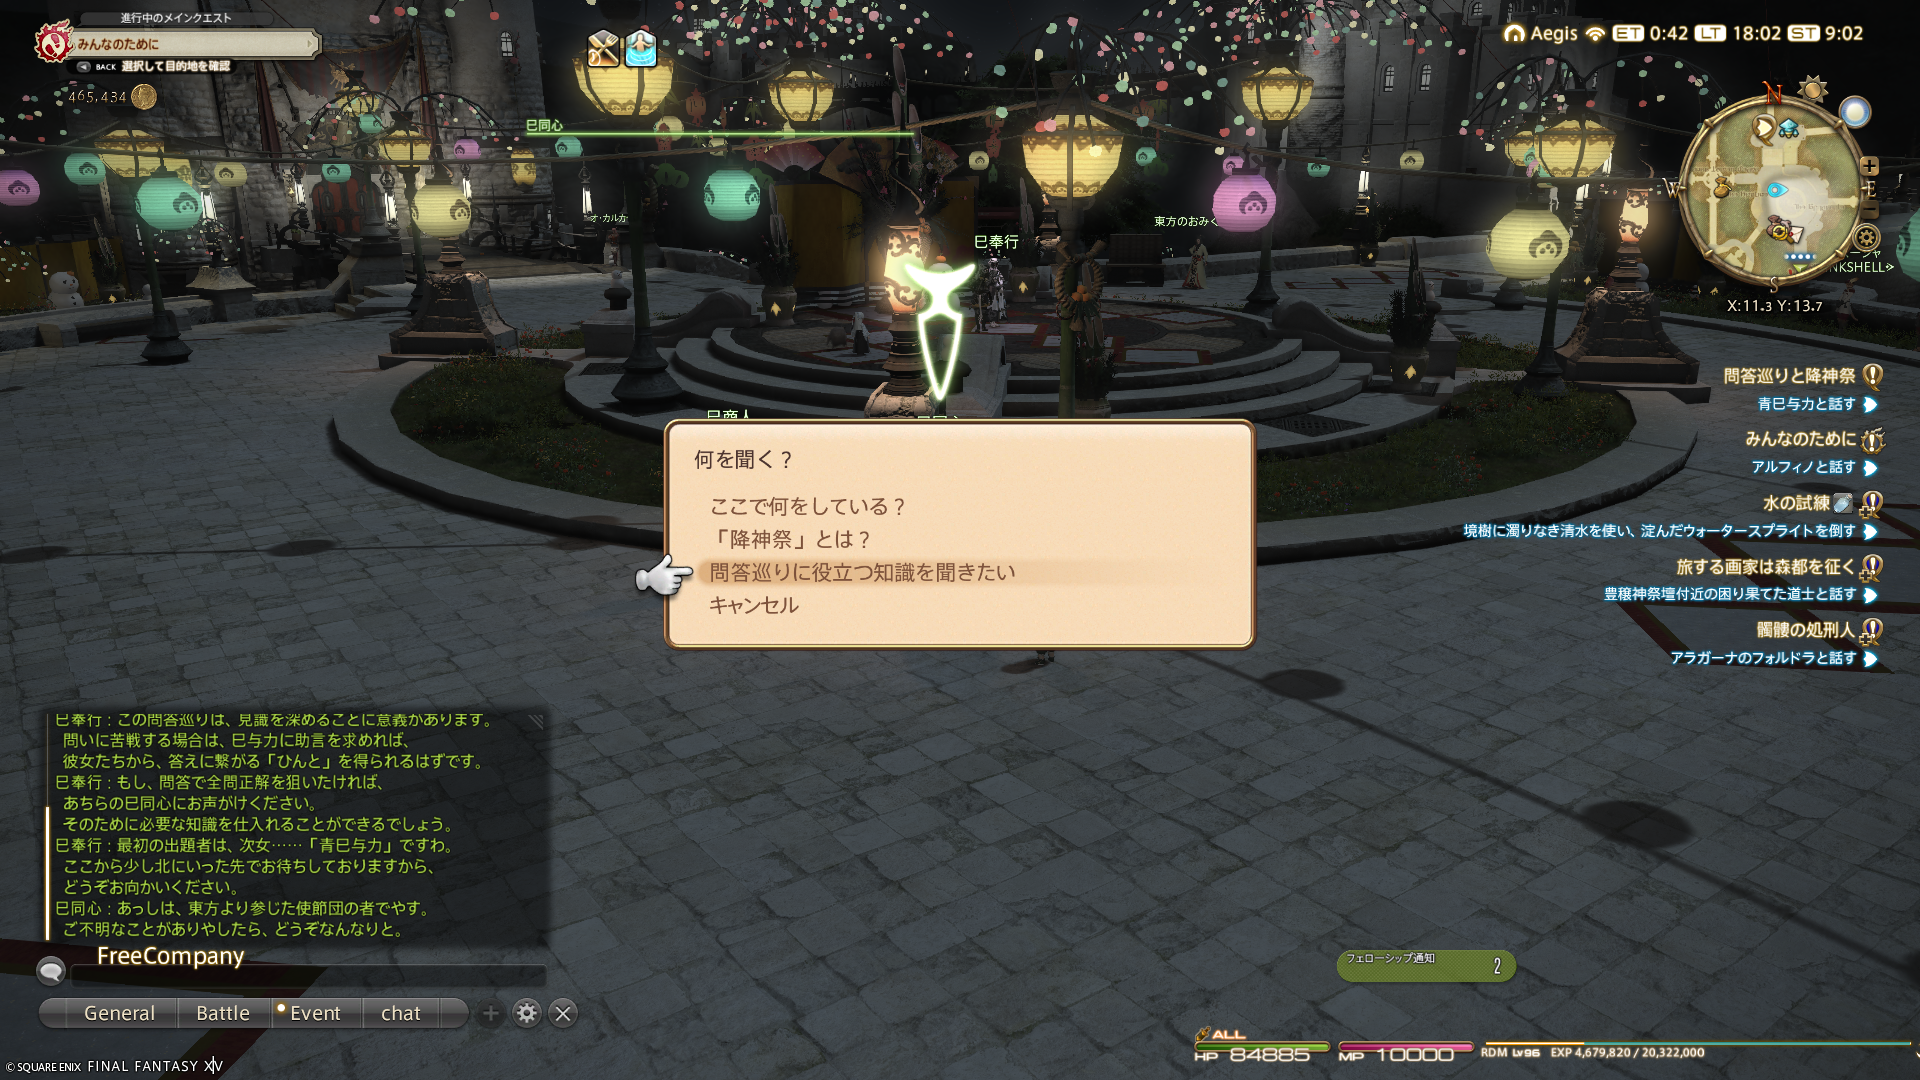 進行中のメインクエスト
みんなのために
BACK 選択して目的地を確認
465,434
Aegis ET 0:42 LT 18:02 ST 9:02
巳同心
オ・カルカ
巳奉行
東方のおみく
N
W
E
S
NKSHELL>
X:11.3 Y:13.7
問答巡りと降神祭
青巳与力と話す
みんなのために
アルフィノと話す
水の試練
境樹に濁りなき清水を使い、淀んだウォータースプライトを倒す
旅する画家は森都を征く
豊穣神祭壇付近の困り果てた道士と話す
髑髏の処刑人
アラガーナのフォルドラと話す
巳商人
何を聞く？
ここで何をしている？
「降神祭」とは？
問答巡りに役立つ知識を聞きたい
キャンセル
巳奉行：この問答巡りは、見識を深めることに意義があります。
問いに苦戦する場合は、巳与力に助言を求めれば、
彼女たちから、答えに繋がる「ひんと」を得られるはずです。
巳奉行：もし、問答で全問正解を狙いたければ、
あちらの巳同心にお声がけください。
そのために必要な知識を仕入れることができるでしょう。
巳奉行：最初の出題者は、次女……「青巳与力」ですわ。
ここから少し北にいった先でお待ちしておりますから、
どうぞお向かいください。
巳同心：あっしは、東方より参じた使節団の者でやす。
ご不明なことがありやしたら、どうぞなんなりと。
FreeCompany
General Battle Event chat
フェローシップ通知 2
ALL
HP 84885 MP 10000 RDM Lv96 EXP 4,679,820 / 20,322,000
© SQUARE ENIX FINAL FANTASY XIV